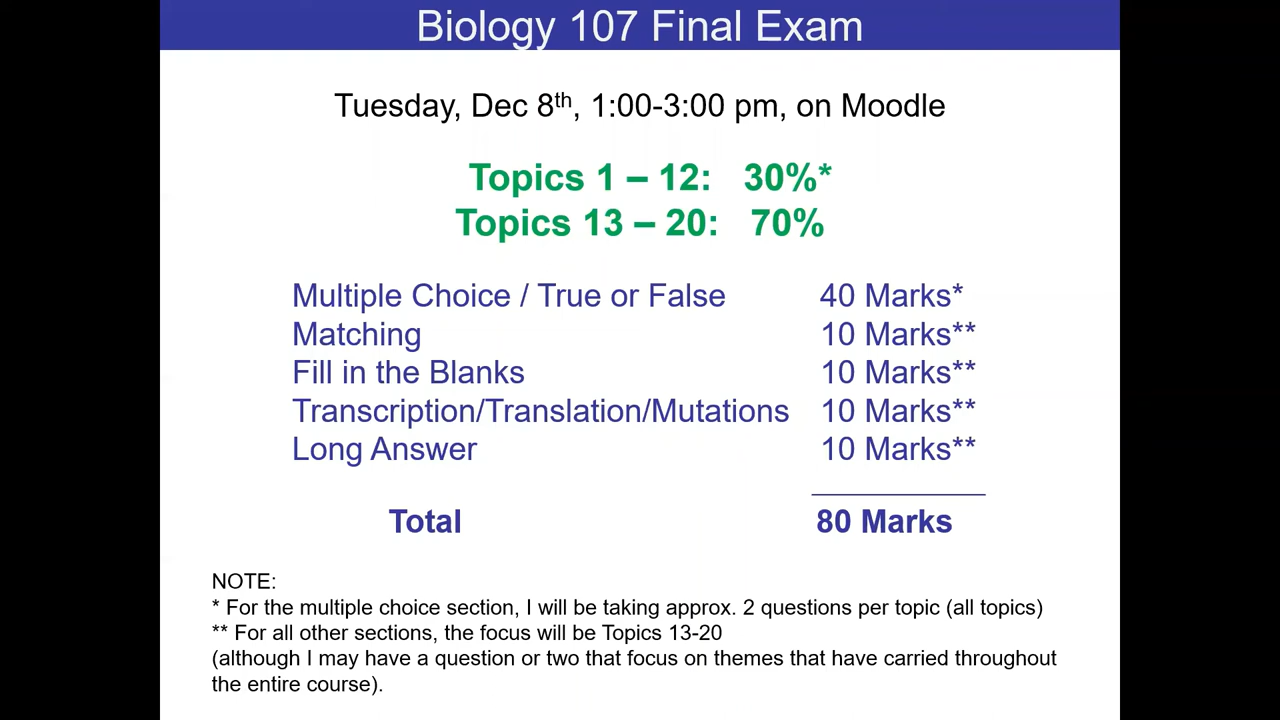 Biology 107 Final Exam
Tuesday, Dec 8th, 1:00-3:00 pm, on Moodle
Topics 1 – 12: 30%*
Topics 13 – 20: 70%
Multiple Choice / True or False 40 Marks*
Matching 10 Marks**
Fill in the Blanks 10 Marks**
Transcription/Translation/Mutations 10 Marks**
Long Answer 10 Marks**
Total 80 Marks
NOTE:
* For the multiple choice section, I will be taking approx. 2 questions per topic (all topics)
** For all other sections, the focus will be Topics 13-20
(although I may have a question or two that focus on themes that have carried throughout
the entire course).